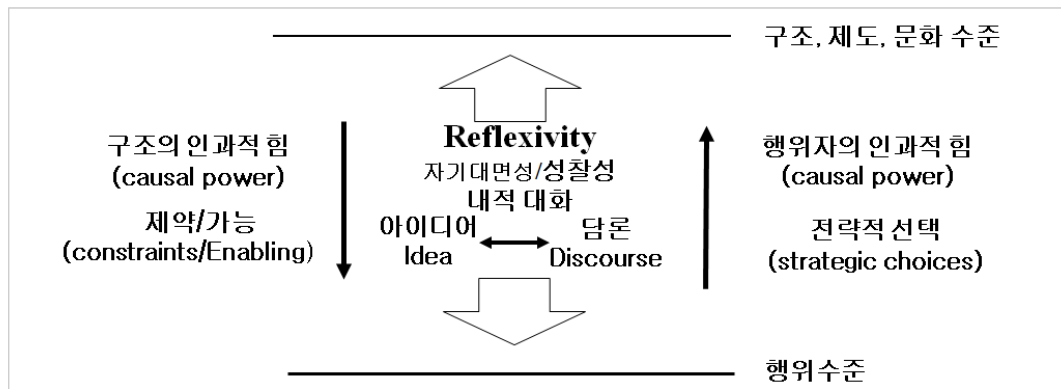 구조, 제도, 문화 수준
구조의 인과적 힘
(causal power)
제약/가능
(constraints/Enabling)
Reflexivity
자기대면성/성찰성
내적 대화
아이디어
Idea
담론
Discourse
행위자의 인과적 힘
(causal power)
전략적 선택
(strategic choices)
행위수준